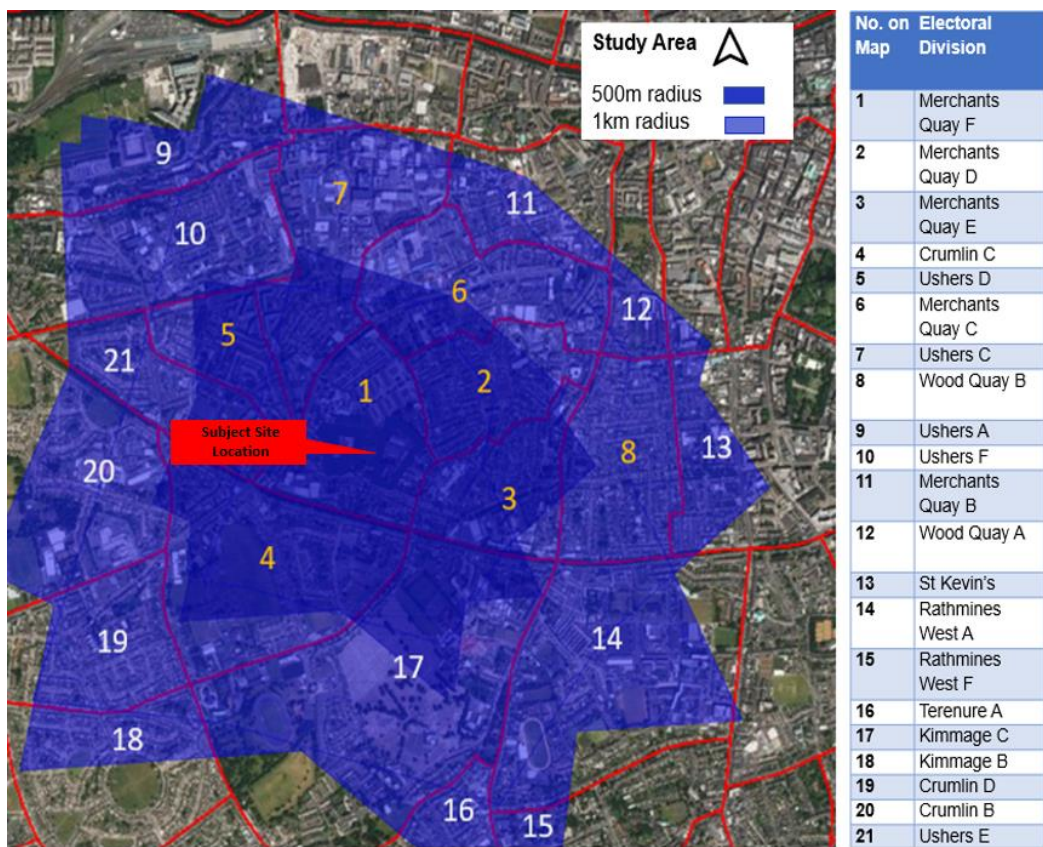 Study Area
500m radius
1km radius
9
7
10
11
6
12
5
21
1
2
Subject Site
Location
8
13
20
3
4
14
19
17
18
16
15
No. on Electoral
Map Division
1 Merchants
Quay F
2 Merchants
Quay D
3 Merchants
Quay E
4 Crumlin C
5 Ushers D
6 Merchants
Quay C
7 Ushers C
8 Wood Quay B
9 Ushers A
10 Ushers F
11 Merchants
Quay B
12 Wood Quay A
13 St Kevin's
14 Rathmines
West A
15 Rathmines
West F
16 Terenure A
17 Kimmage C
18 Kimmage B
19 Crumlin D
20 Crumlin B
21 Ushers E